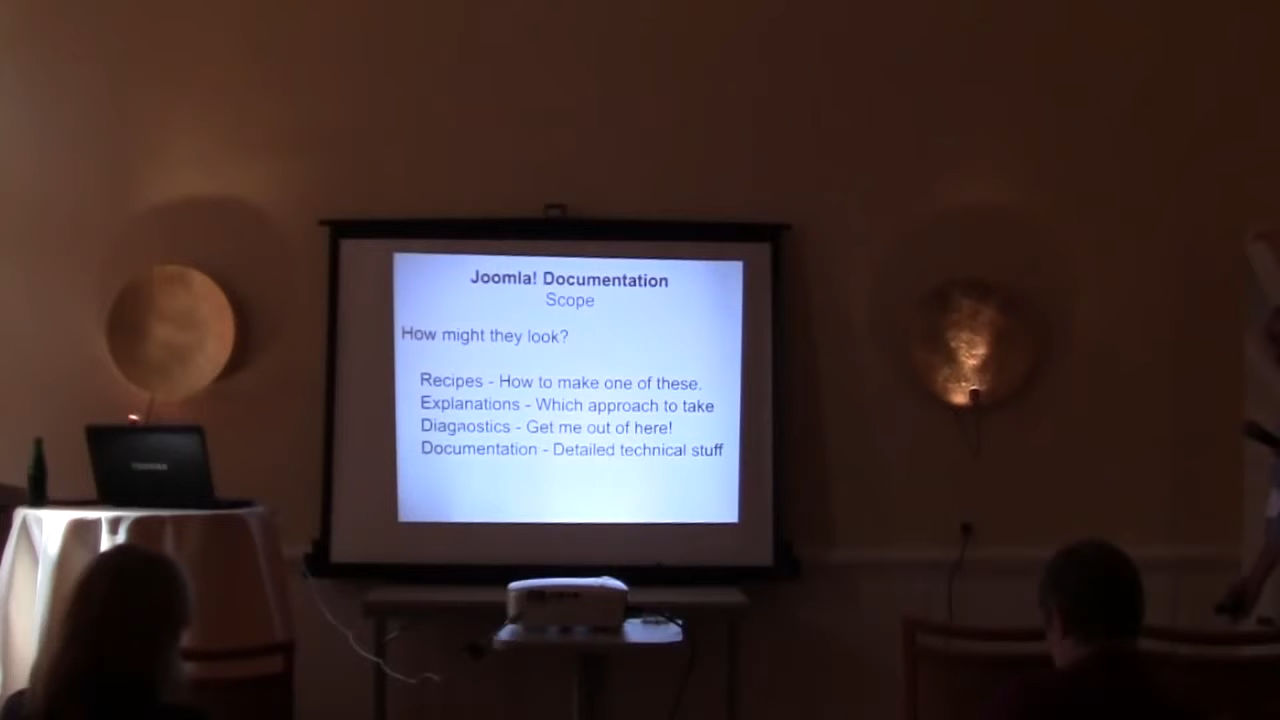 Joomla! Documentation
Scope
How might they look?
Recipes - How to make one of these.
Explanations - Which approach to take
Diagnostics - Get me out of here!
Documentation - Detailed technical stuff
TOSHIBA